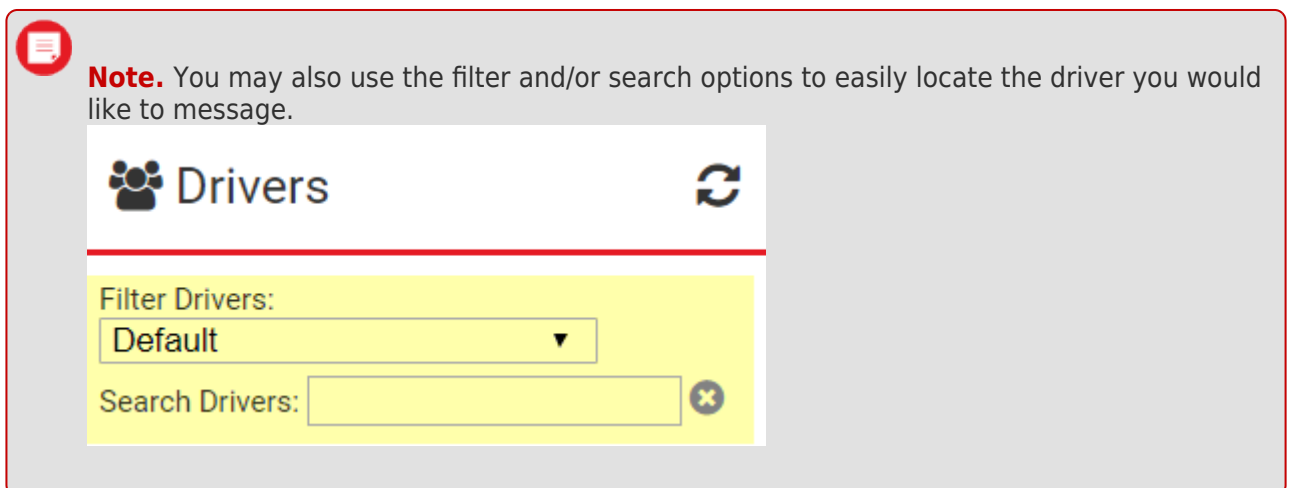 Note. You may also use the filter and/or search options to easily locate the driver you would
like to message.
Drivers
Filter Drivers:
Default
Search Drivers: